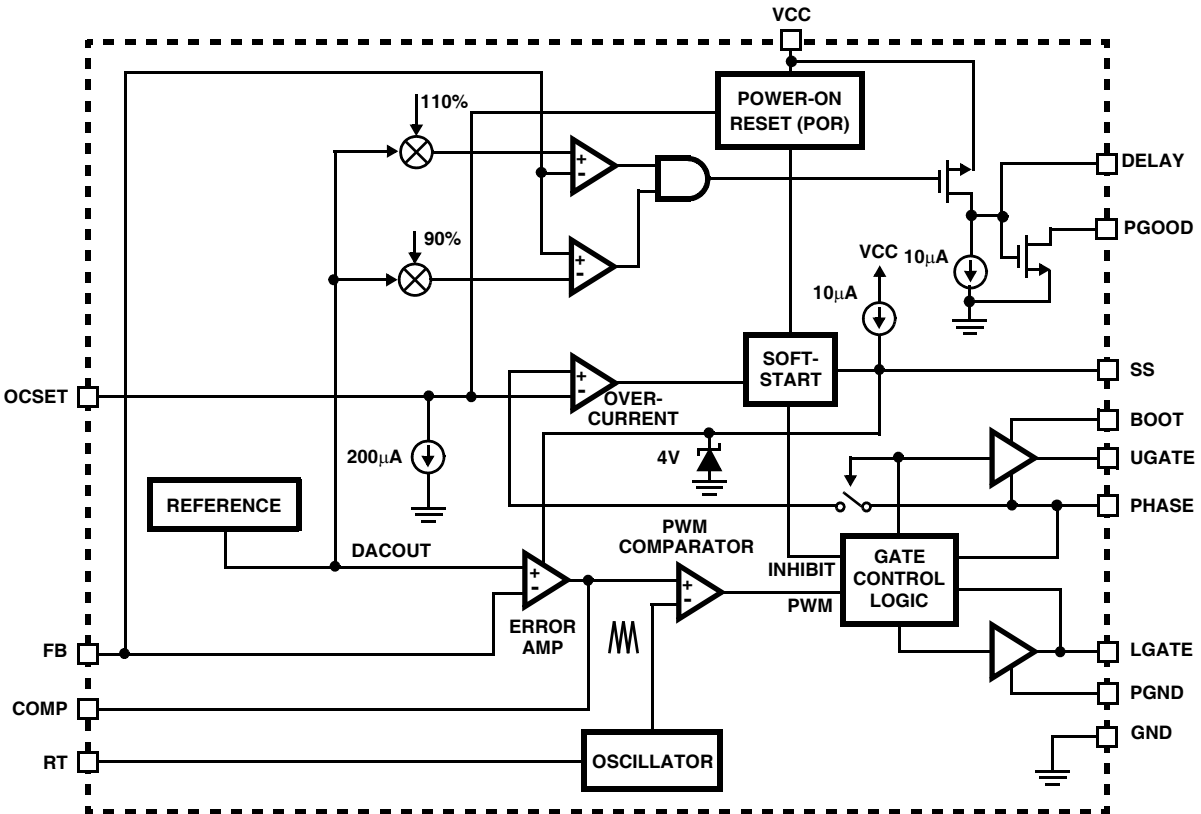 VCC
110%
POWER-ON
RESET (POR)
+
-
DELAY
PGOOD
90%
+
-
VCC
10µA
10µA
SOFT-
START
SS
OCSET
+
-
OVER-
CURRENT
BOOT
200µA
4V
UGATE
REFERENCE
PHASE
PWM
COMPARATOR
DACOUT
+
-
+
-
INHIBIT
PWM
GATE
CONTROL
LOGIC
ERROR
AMP
FB
LGATE
PGND
COMP
GND
RT
OSCILLATOR